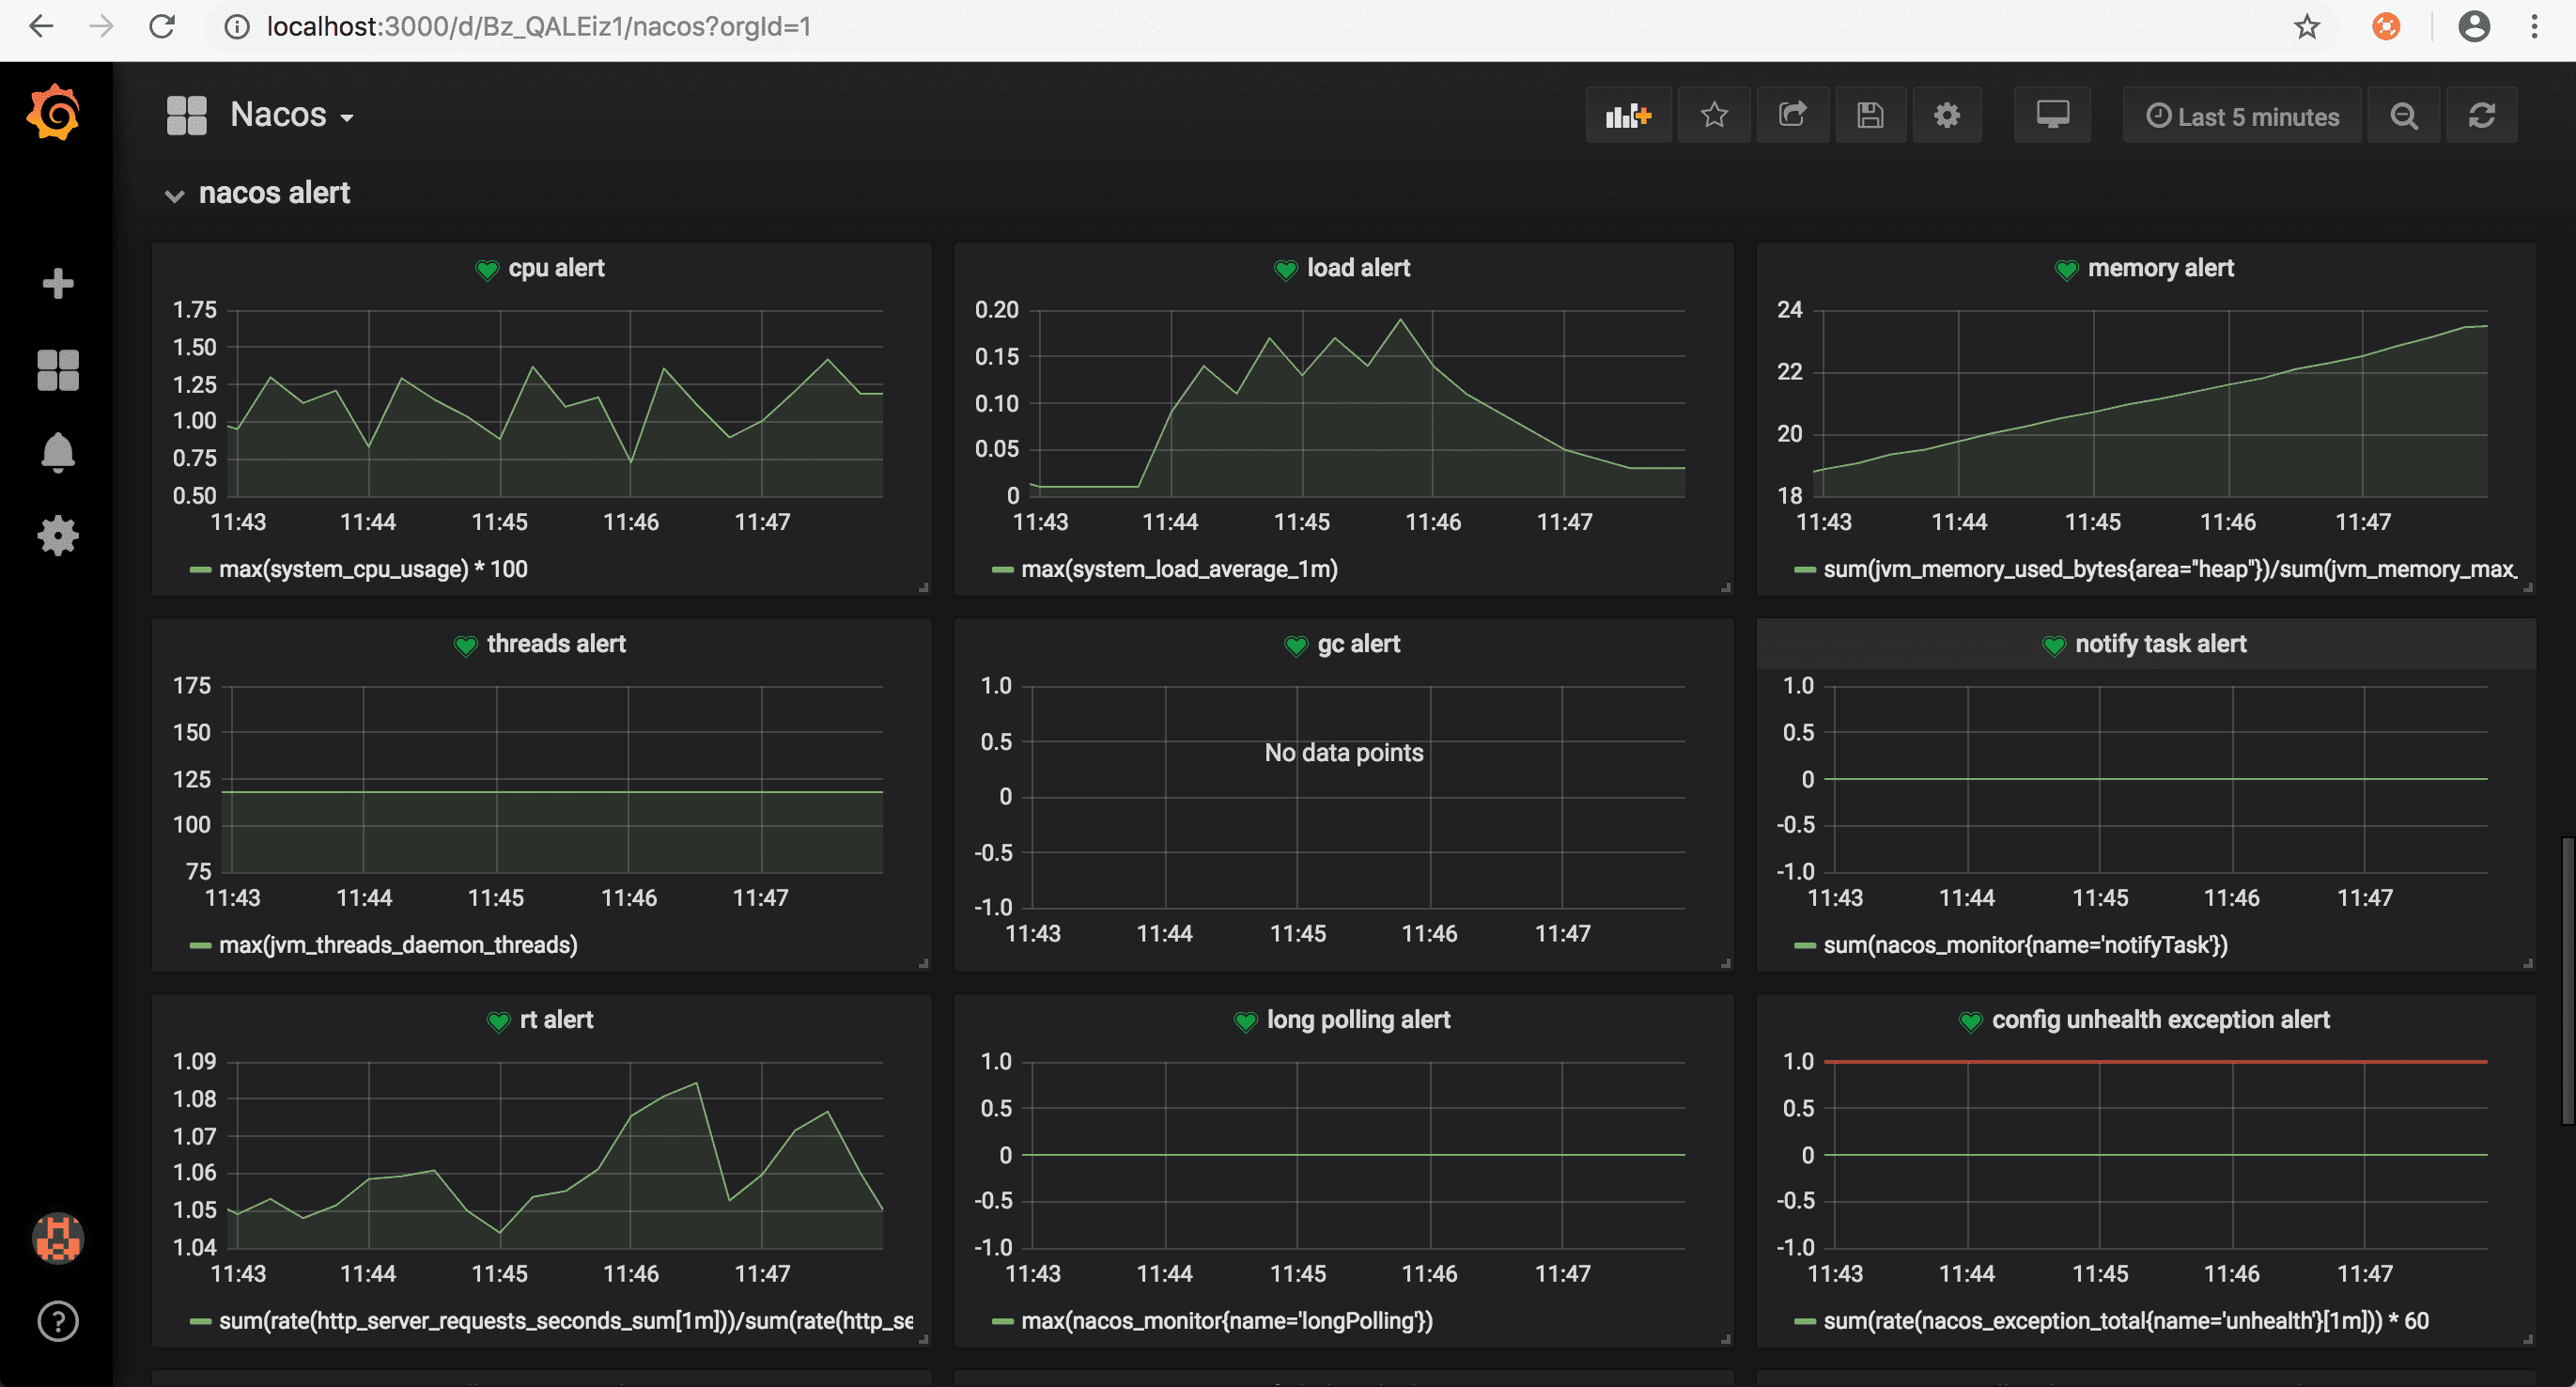 localhost:3000/d/Bz_QALEiz1/nacos?orgId=1
Nacos
Last 5 minutes
nacos alert
cpu alert
1.75
1.50
1.25
1.00
0.75
0.50
11:43 11:44 11:45 11:46 11:47
max(system_cpu_usage) * 100
load alert
0.20
0.15
0.10
0.05
0
11:43 11:44 11:45 11:46 11:47
max(system_load_average_1m)
memory alert
24
22
20
18
11:43 11:44 11:45 11:46 11:47
sum(jvm_memory_used_bytes{area="heap"})/sum(jvm_memory_max_
threads alert
175
150
125
100
75
11:43 11:44 11:45 11:46 11:47
max(jvm_threads_daemon_threads)
gc alert
1.0
0.5
No data points
0
-0.5
-1.0
11:43 11:44 11:45 11:46 11:47
notify task alert
1.0
0.5
0
-0.5
-1.0
11:43 11:44 11:45 11:46 11:47
sum(nacos_monitor{name='notifyTask'})
rt alert
1.09
1.08
1.07
1.06
1.05
1.04
11:43 11:44 11:45 11:46 11:47
sum(rate(http_server_requests_seconds_sum[1m]))/sum(rate(http_se
long polling alert
1.0
0.5
0
-0.5
-1.0
11:43 11:44 11:45 11:46 11:47
max(nacos_monitor{name='longPolling'})
config unhealth exception alert
1.0
0.5
0
-0.5
-1.0
11:43 11:44 11:45 11:46 11:47
sum(rate(nacos_exception_total{name='unhealth'}[1m])) * 60